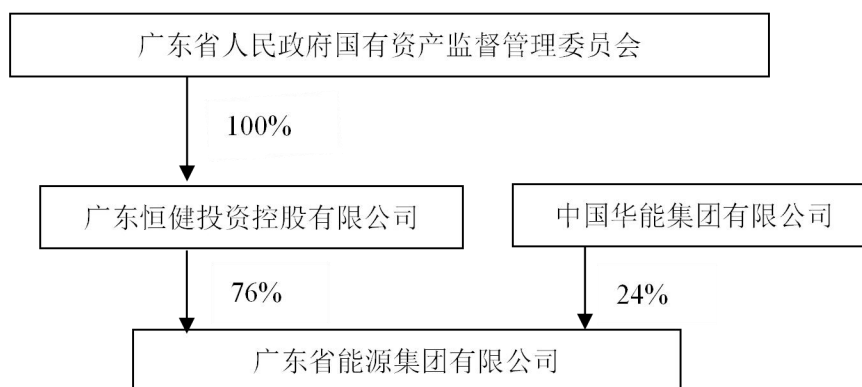 广东省人民政府国有资产监督管理委员会
100%
广东恒健投资控股有限公司
中国华能集团有限公司
76%
24%
广东省能源集团有限公司